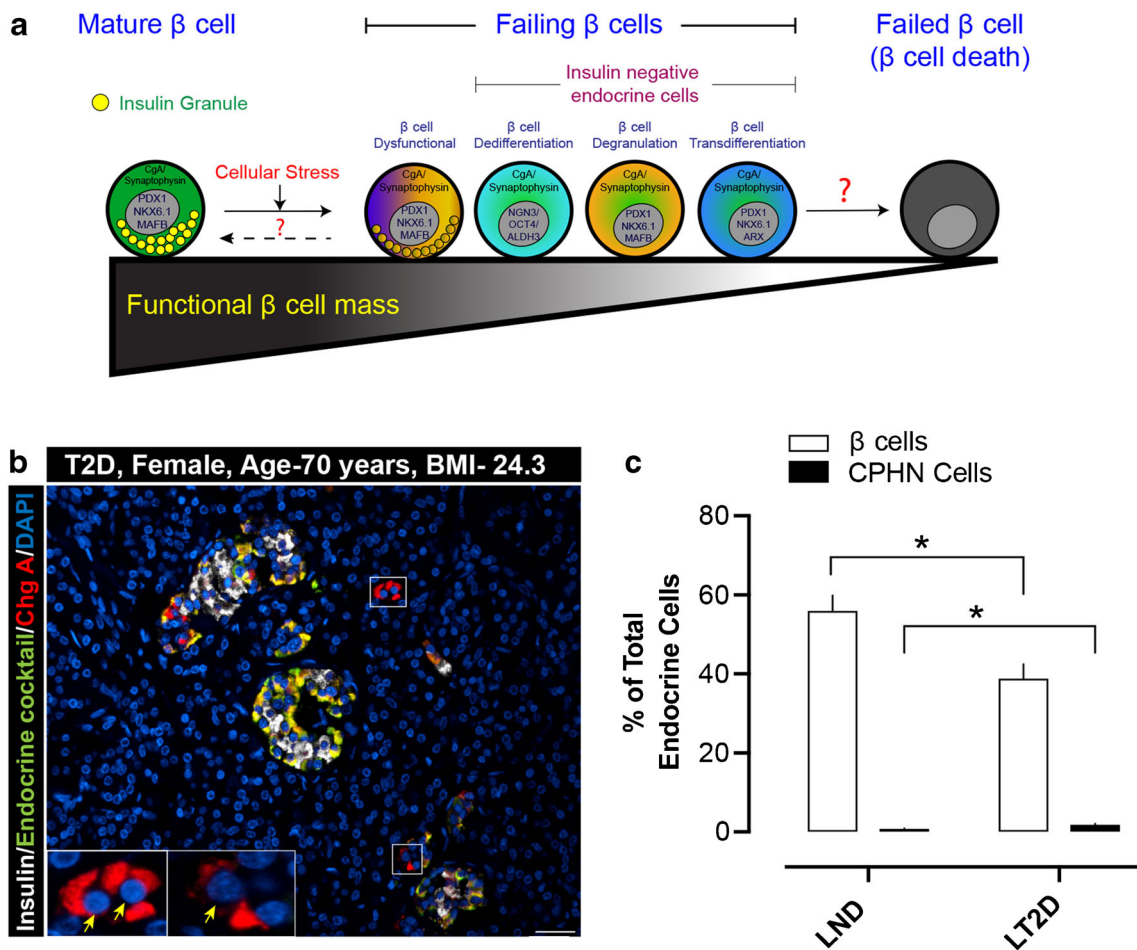 a
Mature β cell
Failing β cells
Failed β cell
(β cell death)
Insulin negative
endocrine cells
Insulin Granule
β cell
Dysfunctional
β cell
Dedifferentiation
β cell
Degranulation
β cell
Transdifferentiation
CgA/
Synaptophysin
PDX1
NKX6.1
MAFB
Cellular Stress
?
CgA/
Synaptophysin
PDX1
NKX6.1
MAFB
CgA/
Synaptophysin
NGN3/
OCT4/
ALDH3
CgA/
Synaptophysin
PDX1
NKX6.1
MAFB
CgA/
Synaptophysin
PDX1
NKX6.1
ARX
?
Functional β cell mass
b
T2D, Female, Age-70 years, BMI- 24.3
Insulin/Endocrine cocktail/Chg A/DAPI
c
β cells
CPHN Cells
% of Total
Endocrine Cells
80
60
40
20
0
*
*
LND
LT2D